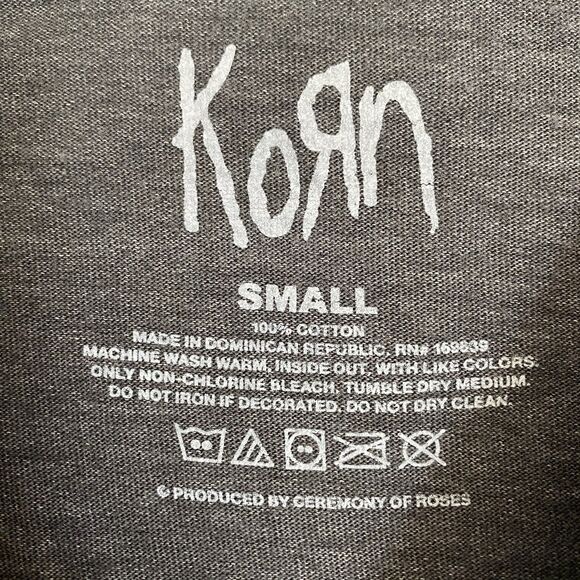 KoЯn
SMALL
100% COTTON
MADE IN DOMINICAN REPUBLIC, RN# 169639
MACHINE WASH WARM, INSIDE OUT, WITH LIKE COLORS.
ONLY NON-CHLORINE BLEACH, TUMBLE DRY MEDIUM.
DO NOT IRON IF DECORATED. DO NOT DRY CLEAN.
© PRODUCED BY CEREMONY OF ROSES